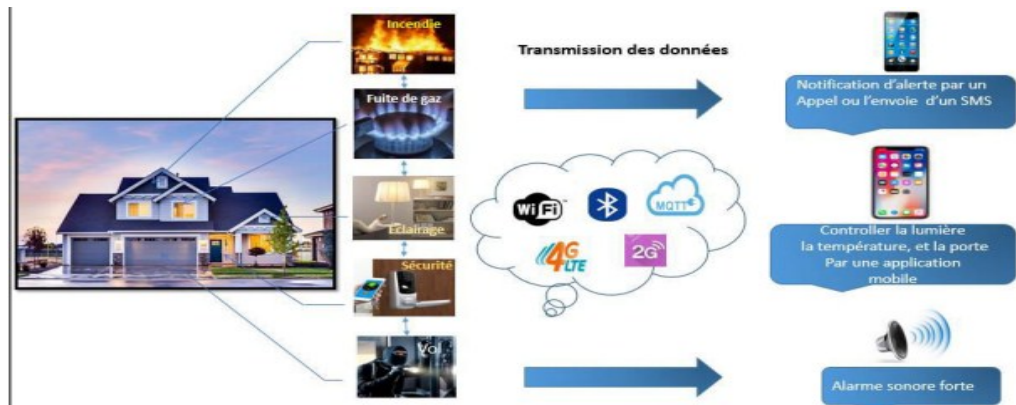 Incendie
Transmission des données
Fuite de gaz
Notification d'alerte par un
Appel ou l'envoie d'un SMS
WiFi
MQTT
4G
LTE
2G
Eclairage
Controller la lumière
la température, et la porte
Par une application
mobile
Sécurité
Vol
Alarme sonore forte